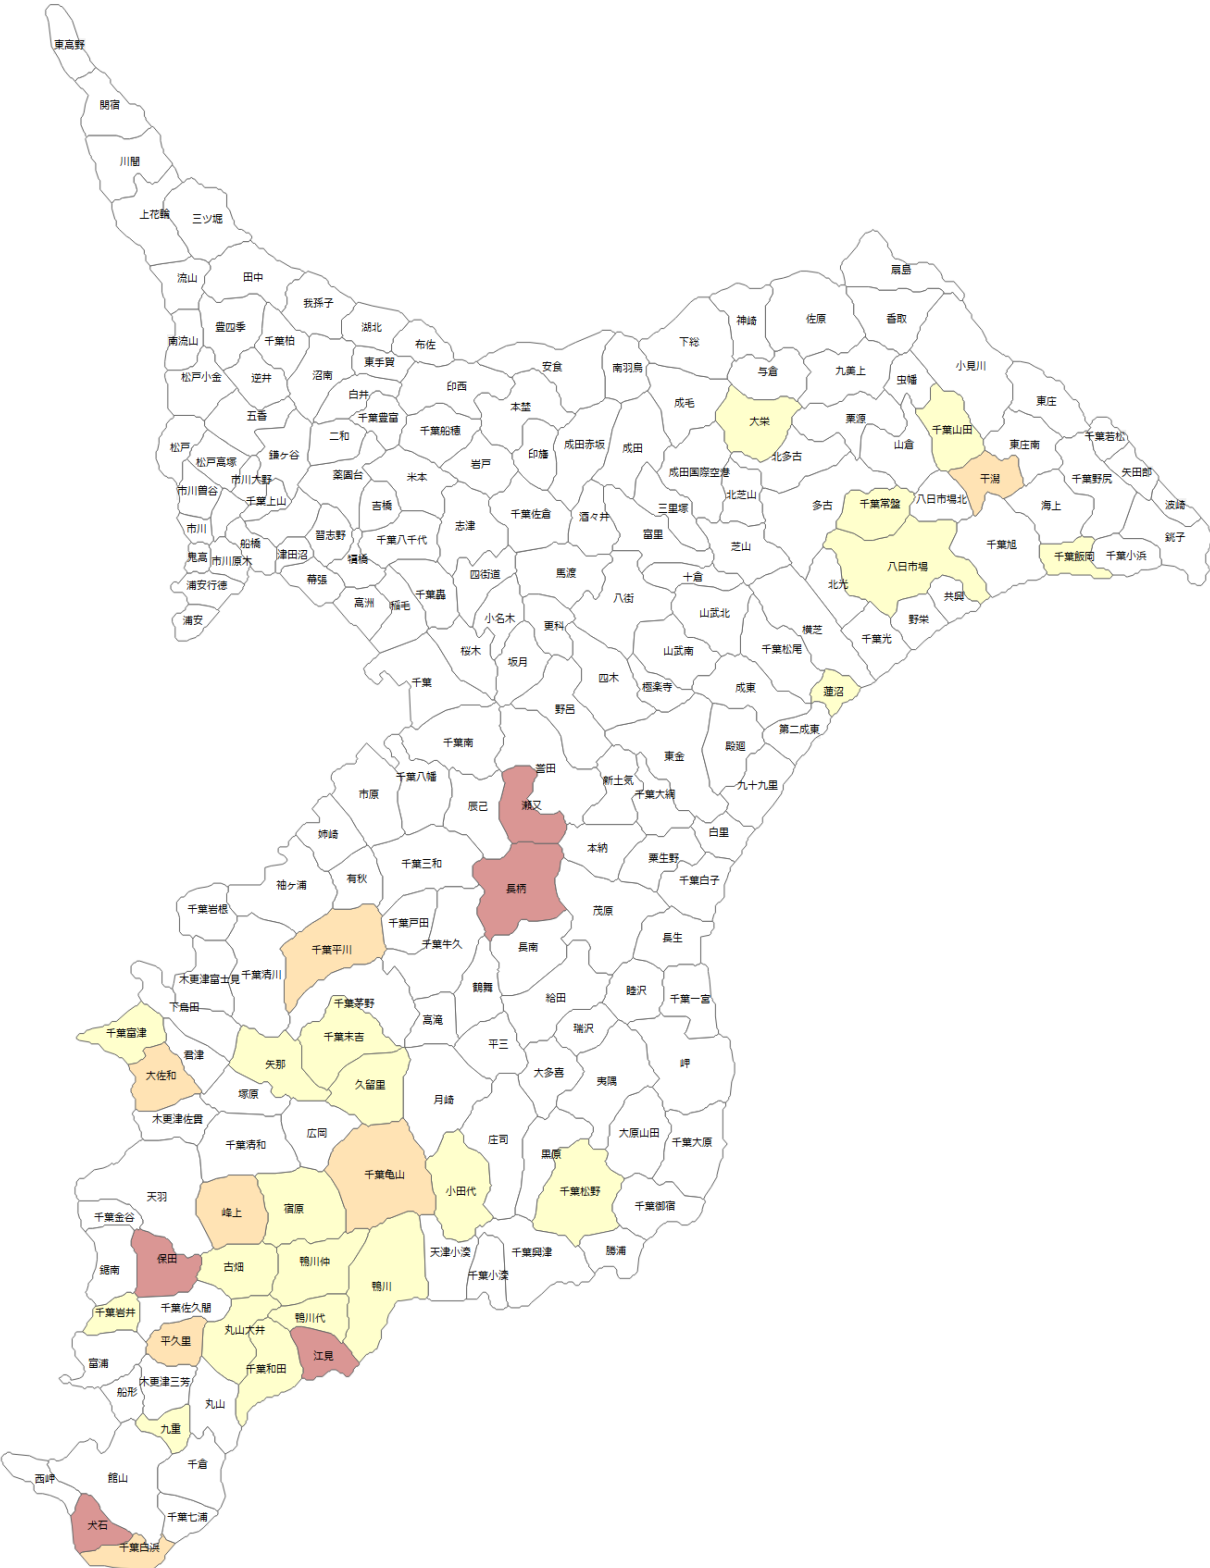 東高野
関宿
川間
上花輪
三ツ堀
扇島
流山
田中
我孫子
神崎
佐原
香取
豊四季
湖北
南流山
千葉柏
布佐
下総
東手賀
安食
南羽鳥
与倉
九美上
小見川
松戸小金
逆井
沼南
虫幡
印西
白井
成毛
東庄
本埜
五香
千葉豊富
大栄
栗源
千葉山田
千葉船穂
二和
千葉若松
松戸
鎌ケ谷
成田赤坂
成田
山倉
東庄南
印旛
北多古
松戸高塚
岩戸
矢田部
成田国際空港
薬園台
米本
市川大野
千葉野尻
干潟
市川曽谷
北芝山
千葉上山
八日市場北
吉橋
千葉常盤
多古
海上
波崎
三里塚
千葉佐倉
酒々井
志津
市川
習志野
富里
銚子
千葉八千代
船橋
千葉旭
芝山
津田沼
鬼高
市川原木
犢橋
千葉飯岡
千葉小浜
八日市場
馬渡
四街道
十倉
幕張
浦安行徳
北光
千葉轟
共興
八街
高洲
稲毛
山武北
小名木
浦安
野栄
更科
横芝
千葉光
桜木
山武南
千葉松尾
坂月
四木
千葉
極楽寺
成東
蓮沼
野呂
第二成東
千葉南
殿廻
東金
誉田
千葉八幡
新土気
九十九里
市原
千葉大網
辰己
瀬又
白里
姉崎
本納
粟生野
千葉三和
有秋
千葉白子
袖ヶ浦
長柄
千葉岩根
茂原
千葉戸田
長生
千葉牛久
長南
千葉平川
千葉清川
木更津富士見
鶴舞
睦沢
給田
千葉一宮
千葉茅野
下烏田
高滝
瑞沢
千葉富津
千葉末吉
平三
君津
矢那
岬
大多喜
大佐和
夷隅
久留里
塚原
月崎
木更津佐貫
広岡
大原山田
庄司
千葉大原
千葉清和
黒原
千葉亀山
小田代
千葉松野
天羽
千葉御宿
宿原
峰上
千葉金谷
天津小湊
千葉興津
勝浦
保田
鴨川仲
古畑
鋸南
千葉小湊
鴨川
千葉佐久間
千葉岩井
鴨川代
丸山大井
平久里
江見
富浦
千葉和田
木更津三芳
船形
丸山
九重
千倉
館山
西岬
千葉七浦
犬石
千葉白浜